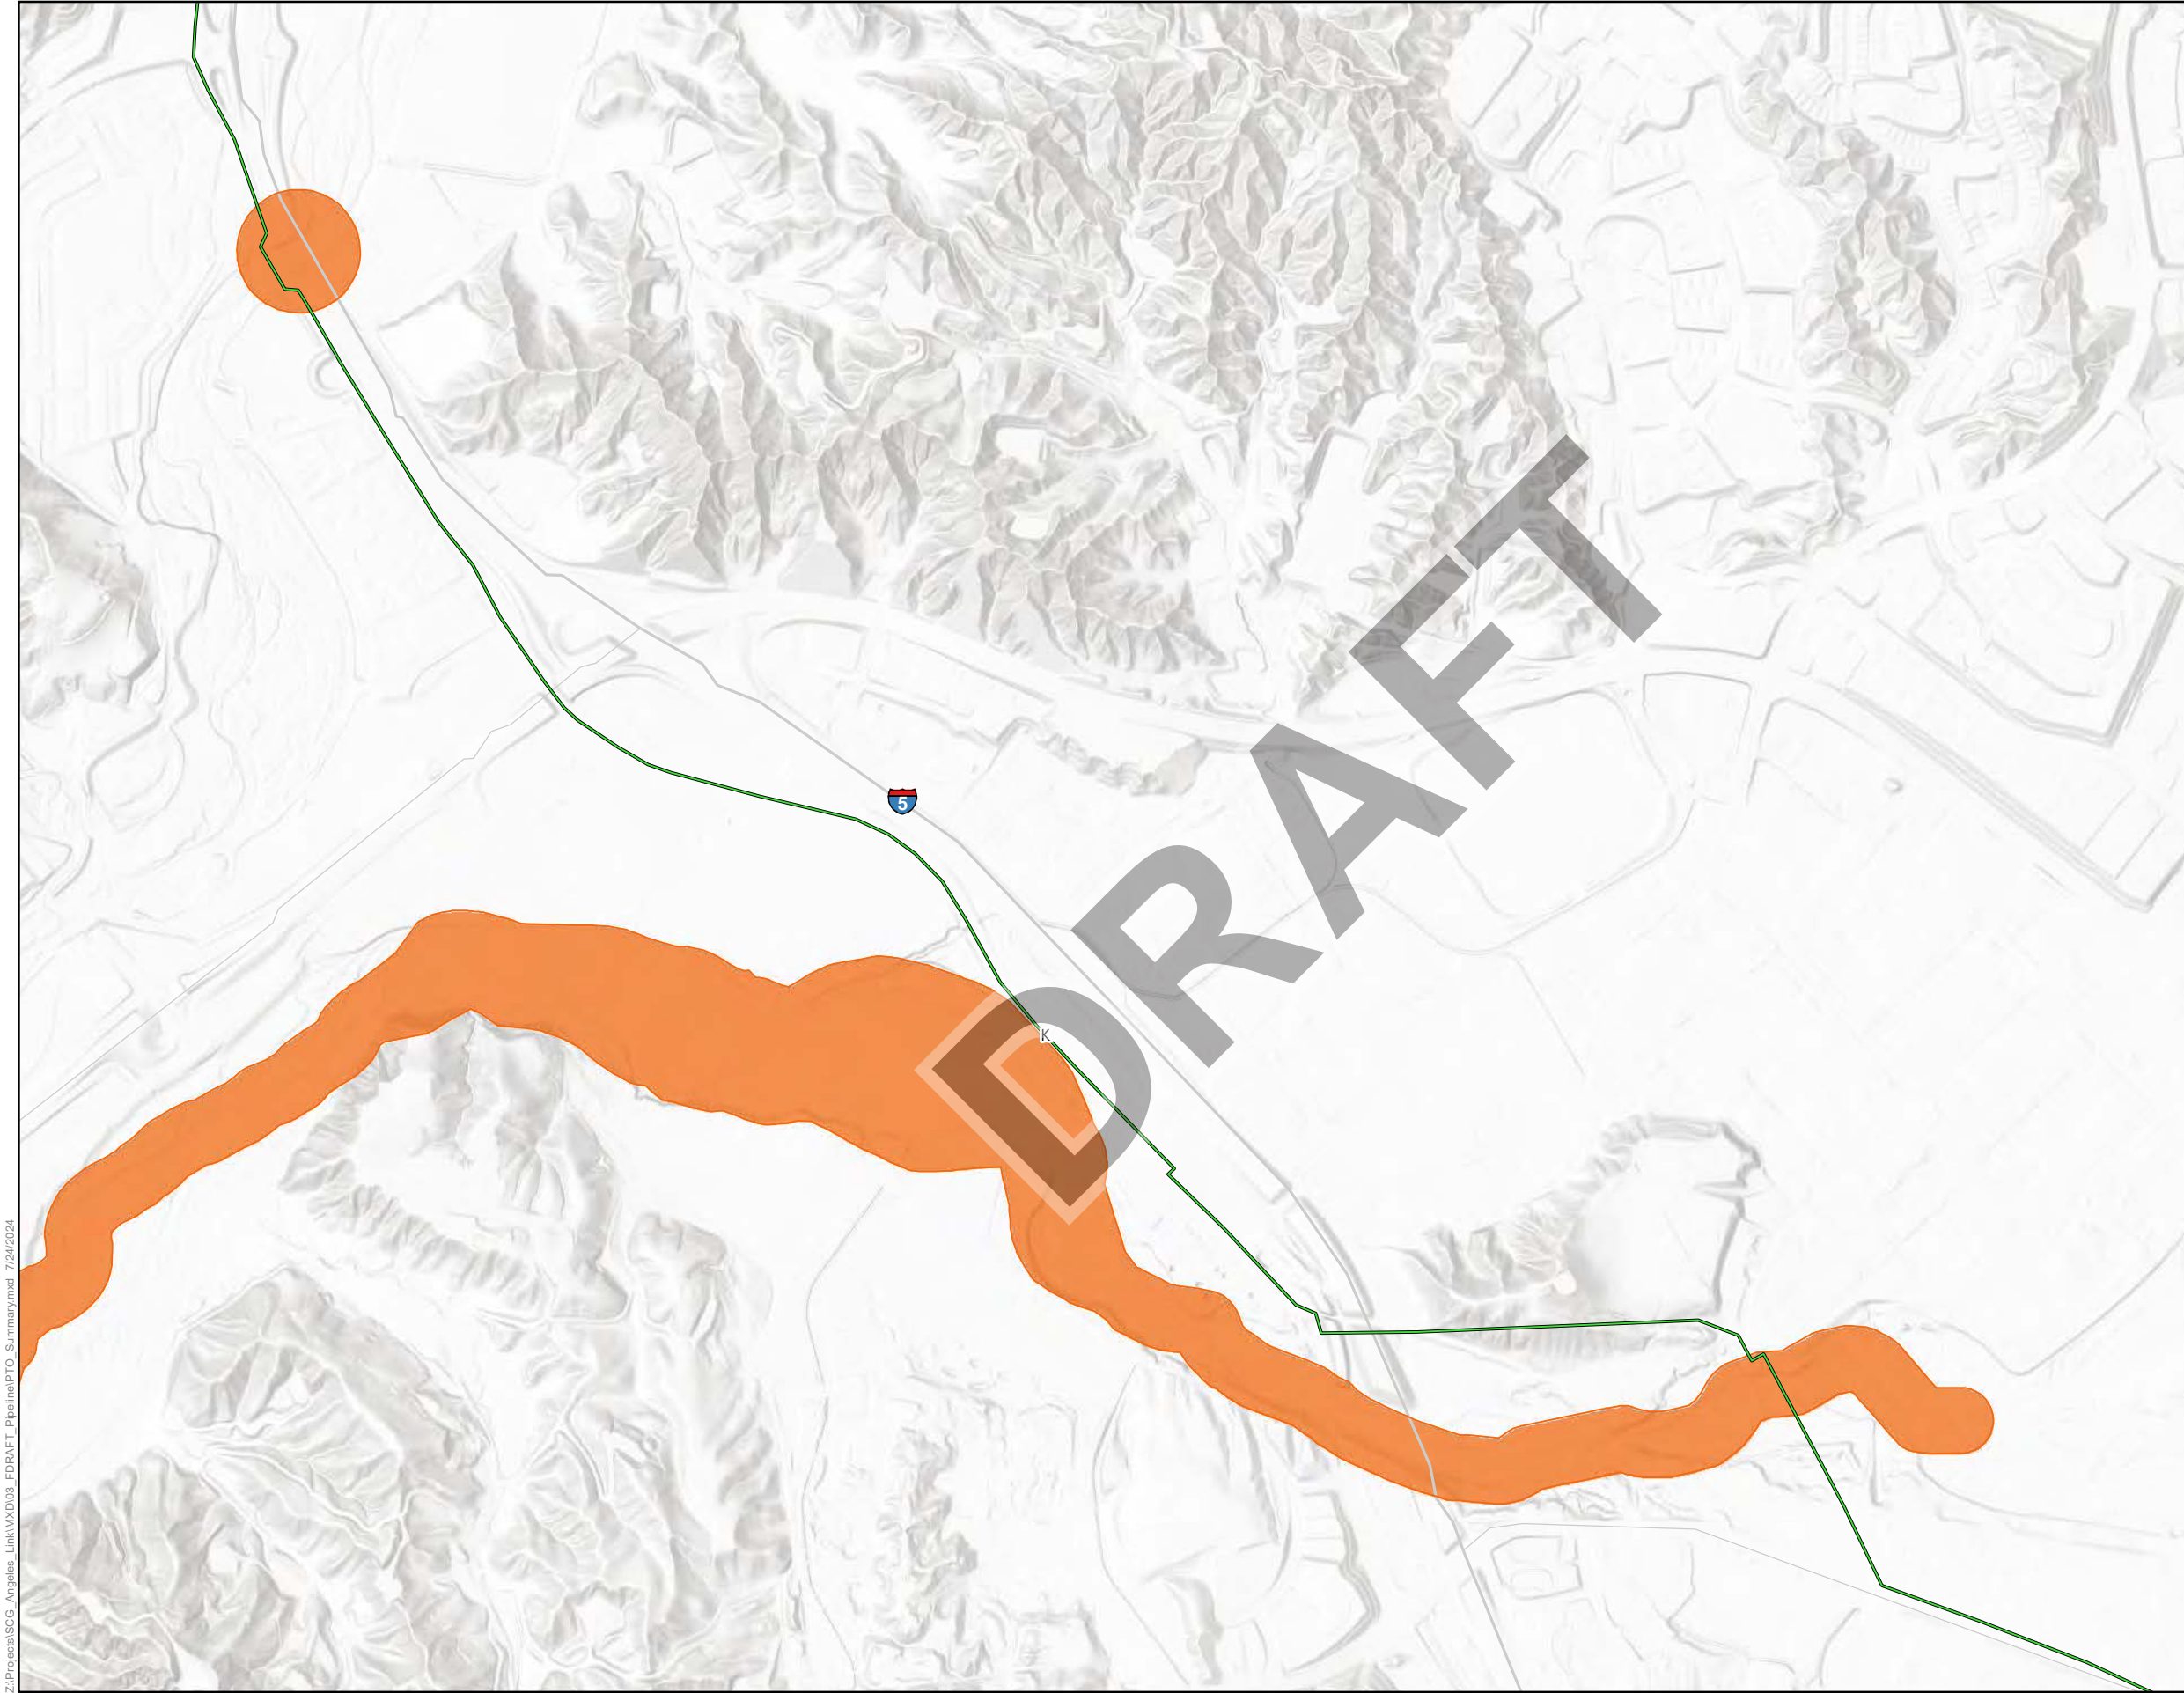 5
K
DRAFT
Z:\Projects\SCG_Angeles_Link\MXD\03_FDRAFT_Pipeline\PTO_Summary.mxd 7/24/2024